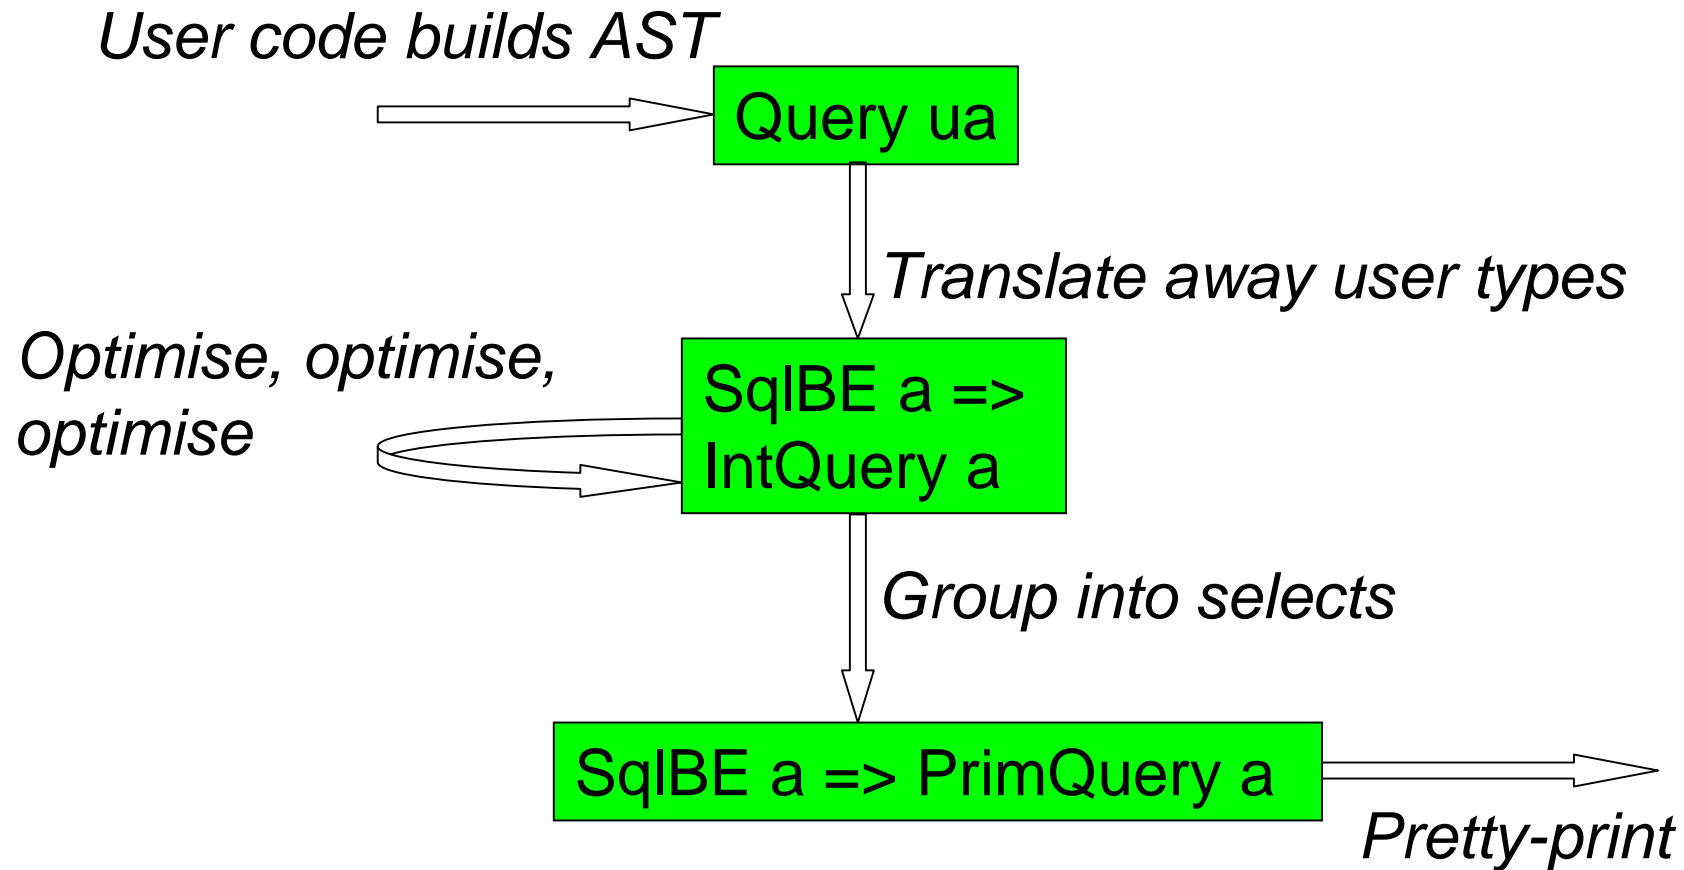 User code builds AST
Query ua
Translate away user types
Optimise, optimise,
optimise
SqlBE a =>
IntQuery a
Group into selects
SqlBE a => PrimQuery a
Pretty-print